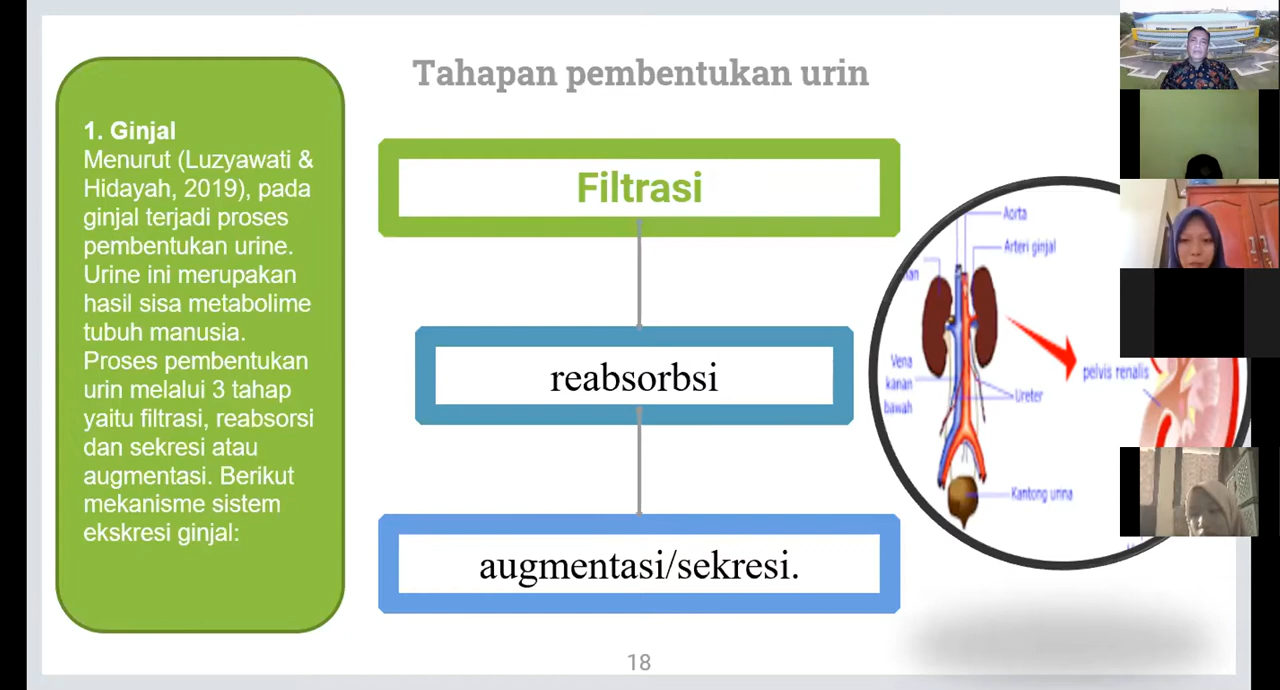 Tahapan pembentukan urin
1. Ginjal
Menurut (Luzyawati &
Hidayah, 2019), pada
ginjal terjadi proses
pembentukan urine.
Urine ini merupakan
hasil sisa metabolime
tubuh manusia.
Proses pembentukan
urin melalui 3 tahap
yaitu filtrasi, reabsorsi
dan sekresi atau
augmentasi. Berikut
mekanisme sistem
ekskresi ginjal:
Filtrasi
reabsorbsi
augmentasi/sekresi.
Aorta
Arteri ginjal
Vena
kanan
bawah
Ureter
pelvis renalis
Kantong urina
18